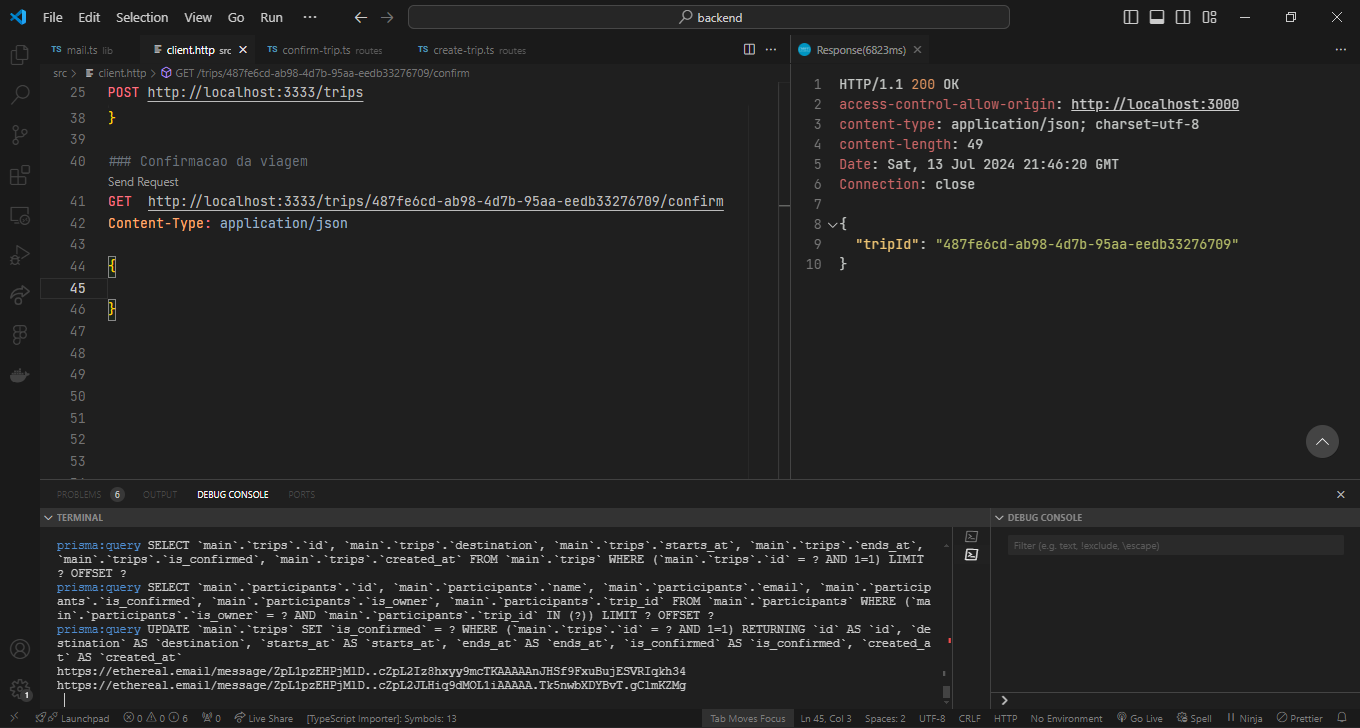 File Edit Selection View Go Run ··· backend
TS mail.ts lib client.http src TS confirm-trip.ts routes TS create-trip.ts routes ··· Response(6823ms) ···
src > client.http > GET /trips/487fe6cd-ab98-4d7b-95aa-eedb33276709/confirm
25 POST http://localhost:3333/trips
38 }
39
40 ### Confirmacao da viagem
Send Request
41 GET http://localhost:3333/trips/487fe6cd-ab98-4d7b-95aa-eedb33276709/confirm
42 Content-Type: application/json
43
44 {
45
46 }
47
48
49
50
51
52
53
1 HTTP/1.1 200 OK
2 access-control-allow-origin: http://localhost:3000
3 content-type: application/json; charset=utf-8
4 content-length: 49
5 Date: Sat, 13 Jul 2024 21:46:20 GMT
6 Connection: close
7
8 {
9 "tripId": "487fe6cd-ab98-4d7b-95aa-eedb33276709"
10 }
PROBLEMS 6 OUTPUT DEBUG CONSOLE PORTS
TERMINAL
prisma:query SELECT `main`.`trips`.`id`, `main`.`trips`.`destination`, `main`.`trips`.`starts_at`, `main`.`trips`.`ends_at`,
`main`.`trips`.`is_confirmed`, `main`.`trips`.`created_at` FROM `main`.`trips` WHERE (`main`.`trips`.`id` = ? AND 1=1) LIMIT
? OFFSET ?
prisma:query SELECT `main`.`participants`.`id`, `main`.`participants`.`name`, `main`.`participants`.`email`, `main`.`particip
ants`.`is_confirmed`, `main`.`participants`.`is_owner`, `main`.`participants`.`trip_id` FROM `main`.`participants` WHERE (`ma
in`.`participants`.`is_owner` = ? AND `main`.`participants`.`trip_id` IN (?)) LIMIT ? OFFSET ?
prisma:query UPDATE `main`.`trips` SET `is_confirmed` = ? WHERE (`main`.`trips`.`id` = ? AND 1=1) RETURNING `id` AS `id`, `de
stination` AS `destination`, `starts_at` AS `starts_at`, `ends_at` AS `ends_at`, `is_confirmed` AS `is_confirmed`, `created_a
t` AS `created_at`
https://ethereal.email/message/ZpL1pzEHPjMlD..cZpL2Iz8hxyy9mcTKAAAAAnJHSf9FxuBujESVRIqkh34
https://ethereal.email/message/ZpL1pzEHPjMlD..cZpL2JLHiq9dMOL1iAAAAA.Tk5nwbXDYBvT.gClmKZMg
DEBUG CONSOLE
Filter (e.g. text, !exclude, \escape)
>
1
Launchpad 0 0 6 0 Live Share [TypeScript Importer]: Symbols: 13 Tab Moves Focus Ln 45, Col 3 Spaces: 2 UTF-8 CRLF HTTP No Environment Go Live Spell Ninja Prettier